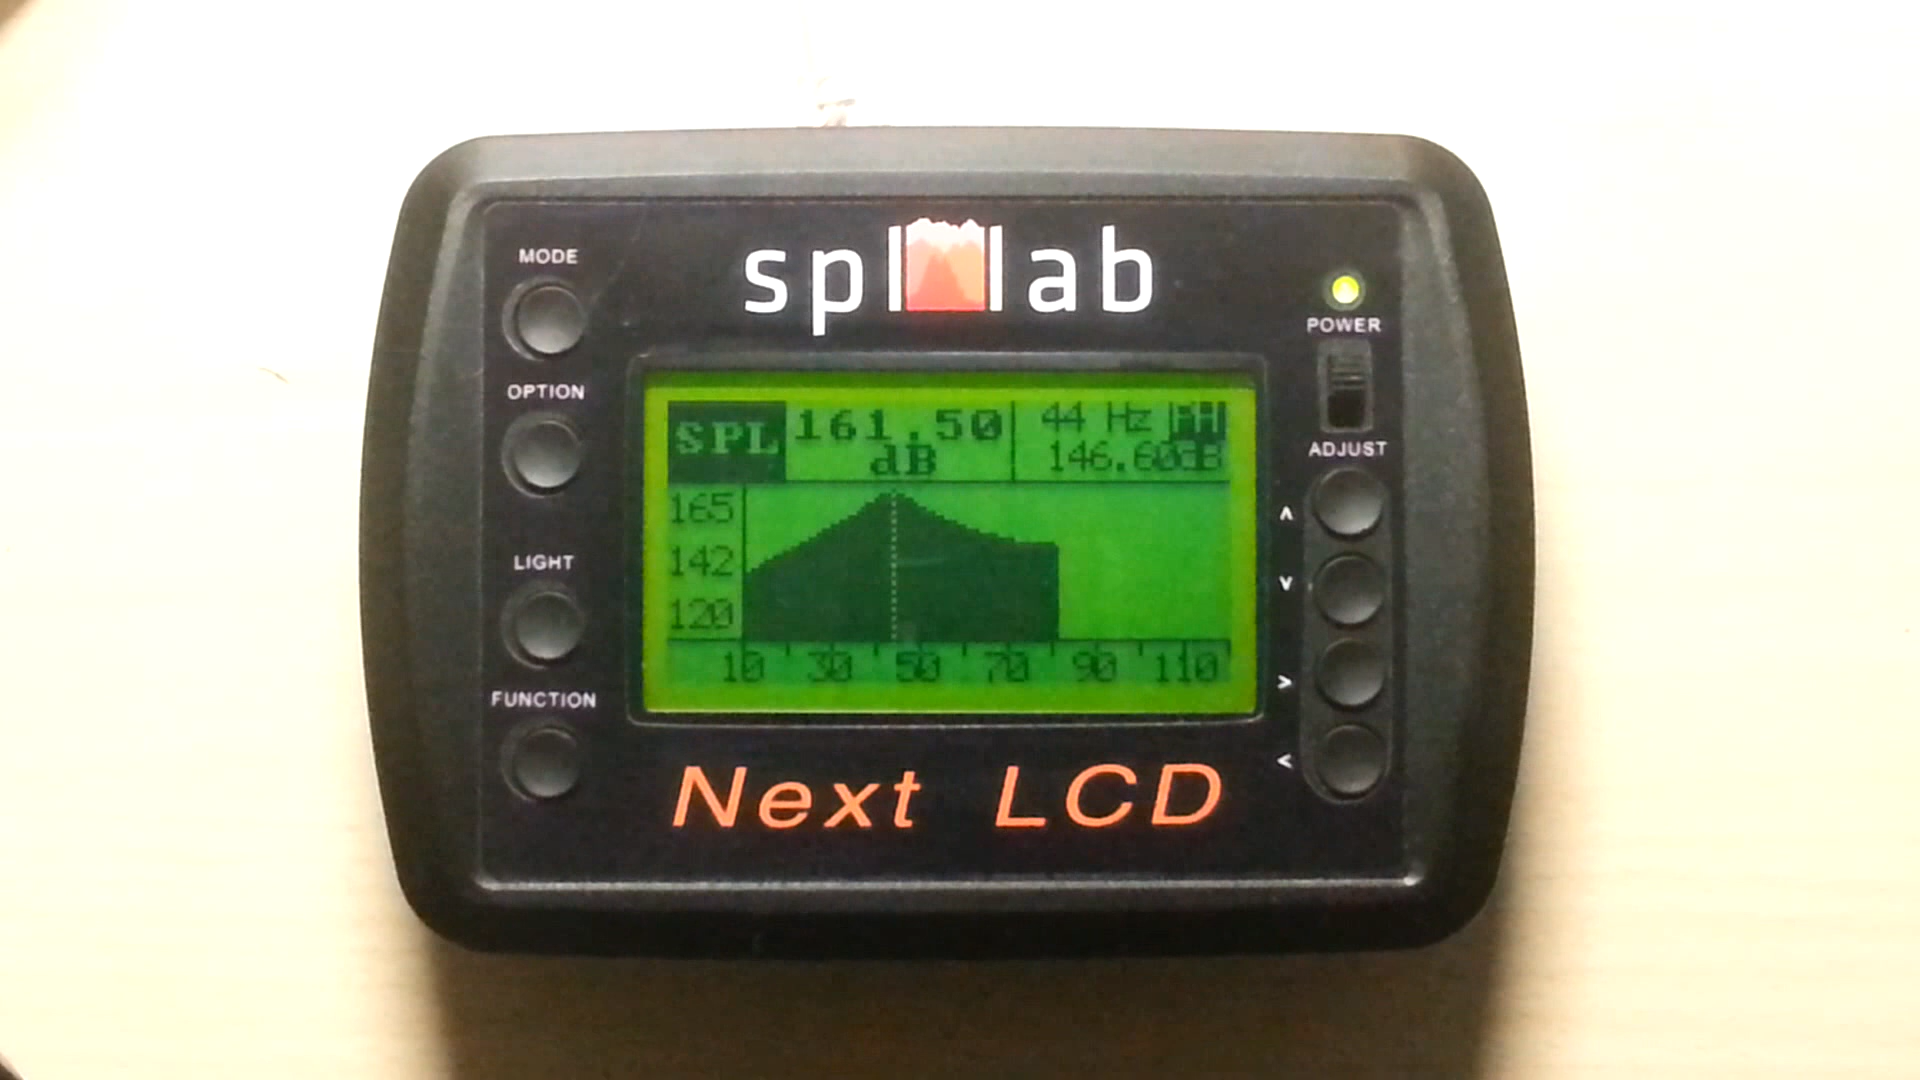 spl lab
MODE
OPTION
LIGHT
FUNCTION
POWER
ADJUST
^
v
>
<
SPL
161.50
dB
44 Hz
146.60dB
165
142
120
10 30 50 70 90 110
Next LCD